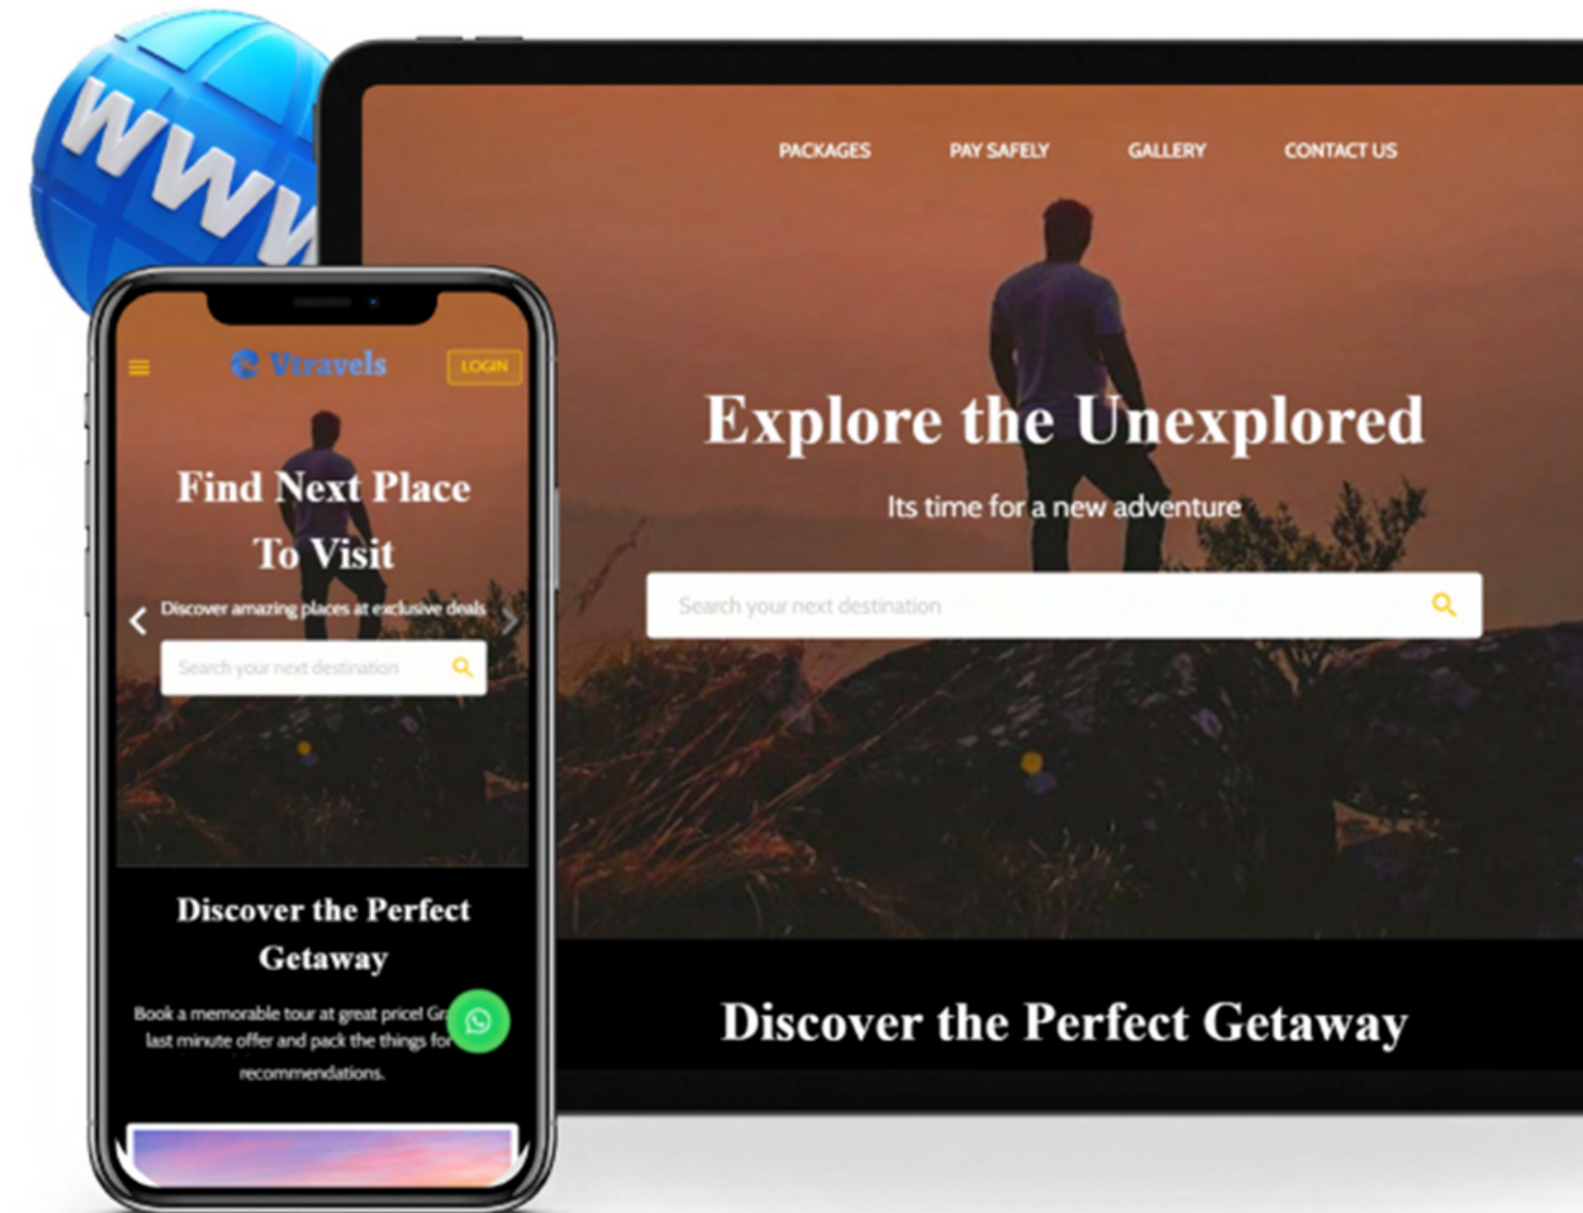 WWW
PACKAGES PAY SAFELY GALLERY CONTACT US
Explore the Unexplored
Its time for a new adventure
Search your next destination
Discover the Perfect Getaway
Vtravels
LOGIN
Find Next Place
To Visit
Discover amazing places at exclusive deals
Search your next destination
Discover the Perfect
Getaway
Book a memorable tour at great price!
last minute offer and pack the things for
recommendations.